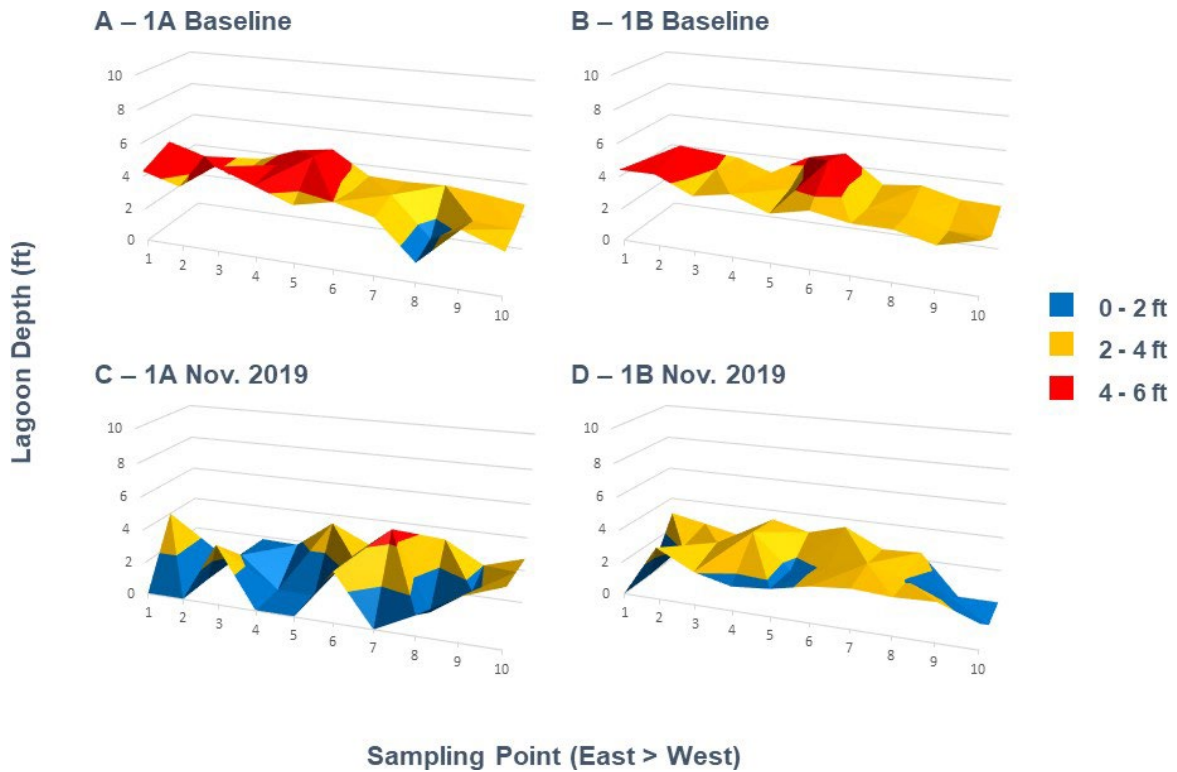 A – 1A Baseline
10
8
6
4
2
0
1 2 3 4 5 6 7 8 9 10
B – 1B Baseline
10
8
6
4
2
0
1 2 3 4 5 6 7 8 9 10
C – 1A Nov. 2019
10
8
6
4
2
0
1 2 3 4 5 6 7 8 9 10
D – 1B Nov. 2019
10
8
6
4
2
0
1 2 3 4 5 6 7 8 9 10
Lagoon Depth (ft)
0 - 2 ft
2 - 4 ft
4 - 6 ft
Sampling Point (East > West)